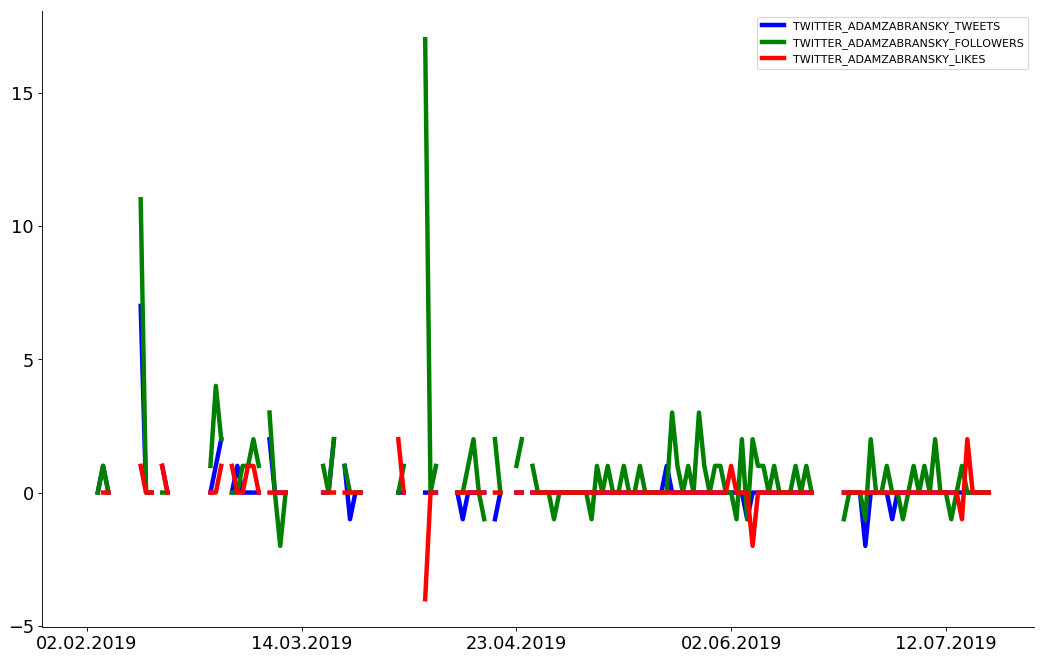 TWITTER_ADAMZABRANSKY_TWEETS
TWITTER_ADAMZABRANSKY_FOLLOWERS
TWITTER_ADAMZABRANSKY_LIKES
15
10
5
0
−5
02.02.2019 14.03.2019 23.04.2019 02.06.2019 12.07.2019